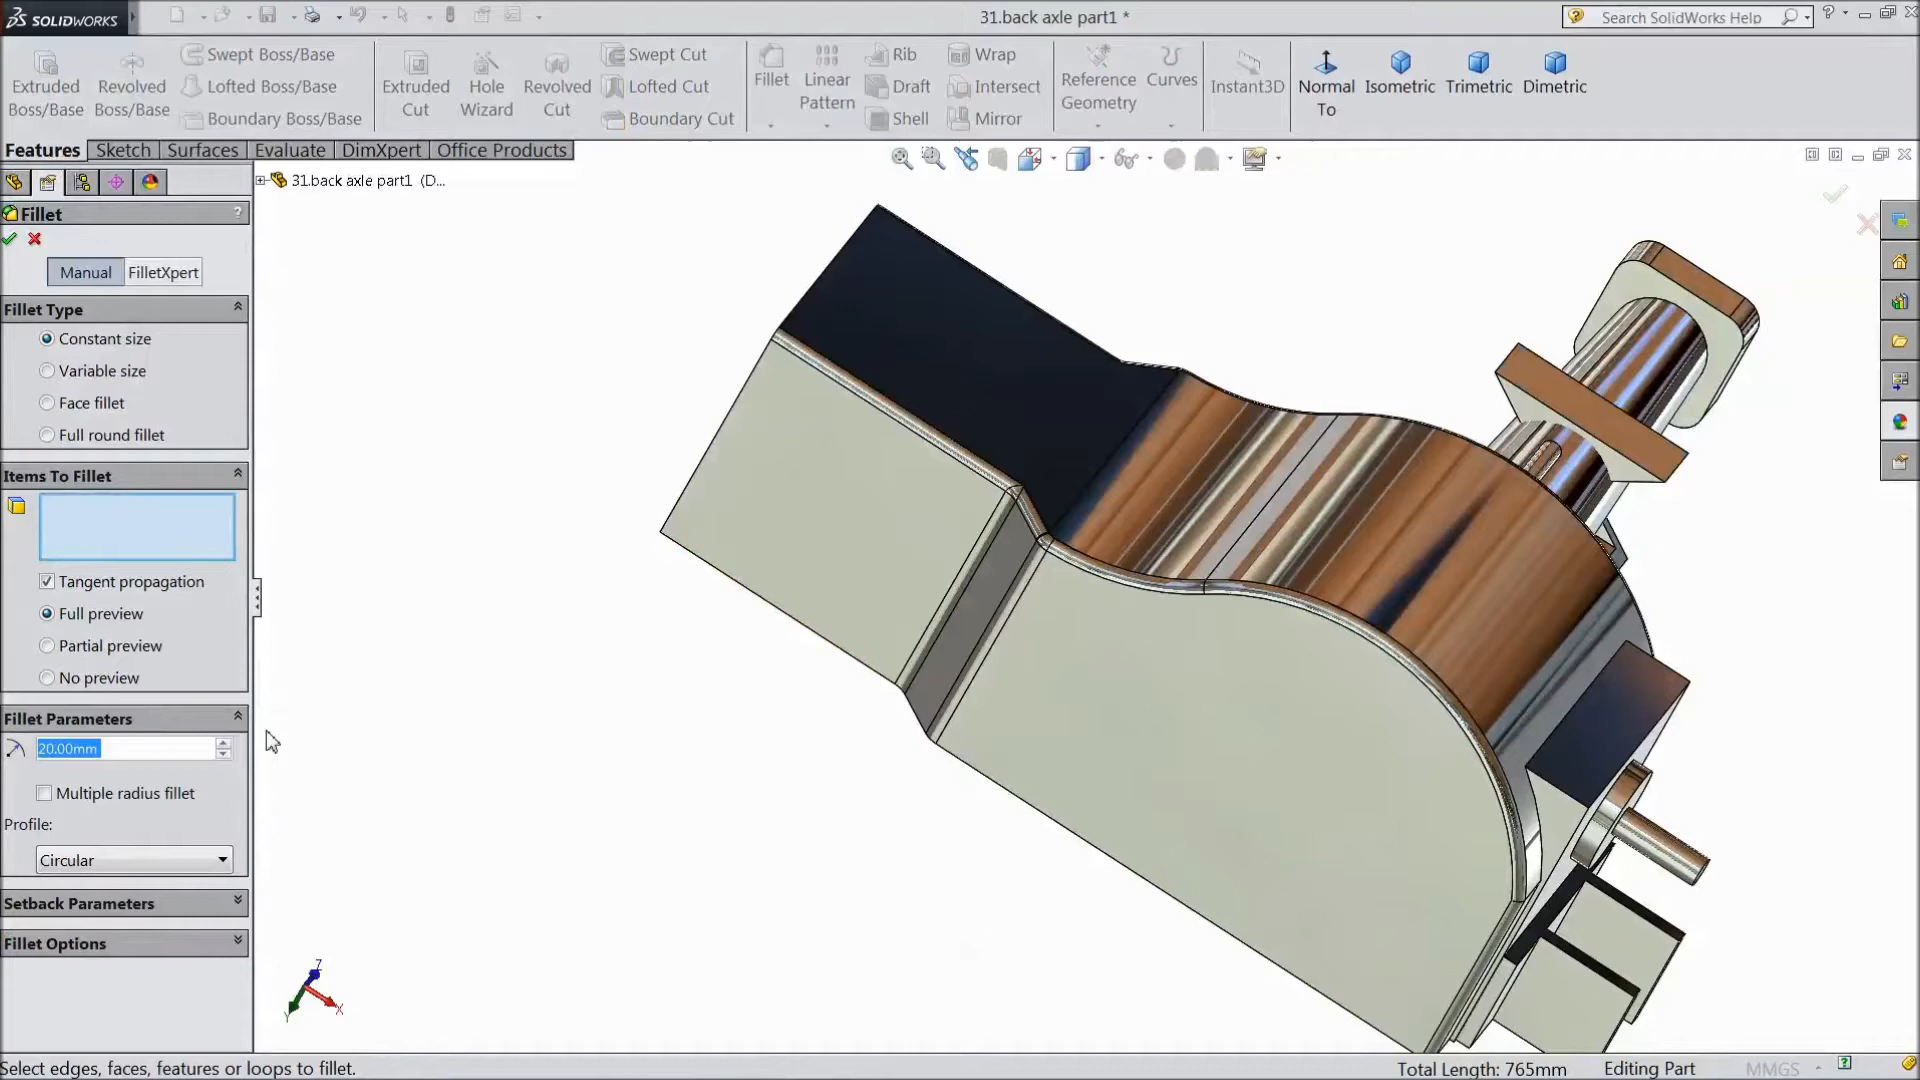 SOLIDWORKS
31.back axle part1 *
Search SolidWorks Help
Extruded Boss/Base
Revolved Boss/Base
Swept Boss/Base
Lofted Boss/Base
Boundary Boss/Base
Extruded Cut
Hole Wizard
Revolved Cut
Swept Cut
Lofted Cut
Boundary Cut
Fillet
Linear Pattern
Rib
Draft
Shell
Wrap
Intersect
Mirror
Reference Geometry
Curves
Instant3D
Normal To
Isometric
Trimetric
Dimetric
Features
Sketch
Surfaces
Evaluate
DimXpert
Office Products
31.back axle part1 (D...
Fillet
?
Manual
FilletXpert
Fillet Type
Constant size
Variable size
Face fillet
Full round fillet
Items To Fillet
Tangent propagation
Full preview
Partial preview
No preview
Fillet Parameters
20.00mm
Multiple radius fillet
Profile:
Circular
Setback Parameters
Fillet Options
Z
X
Y
Select edges, faces, features or loops to fillet.
Total Length: 765mm
Editing Part
MMGS